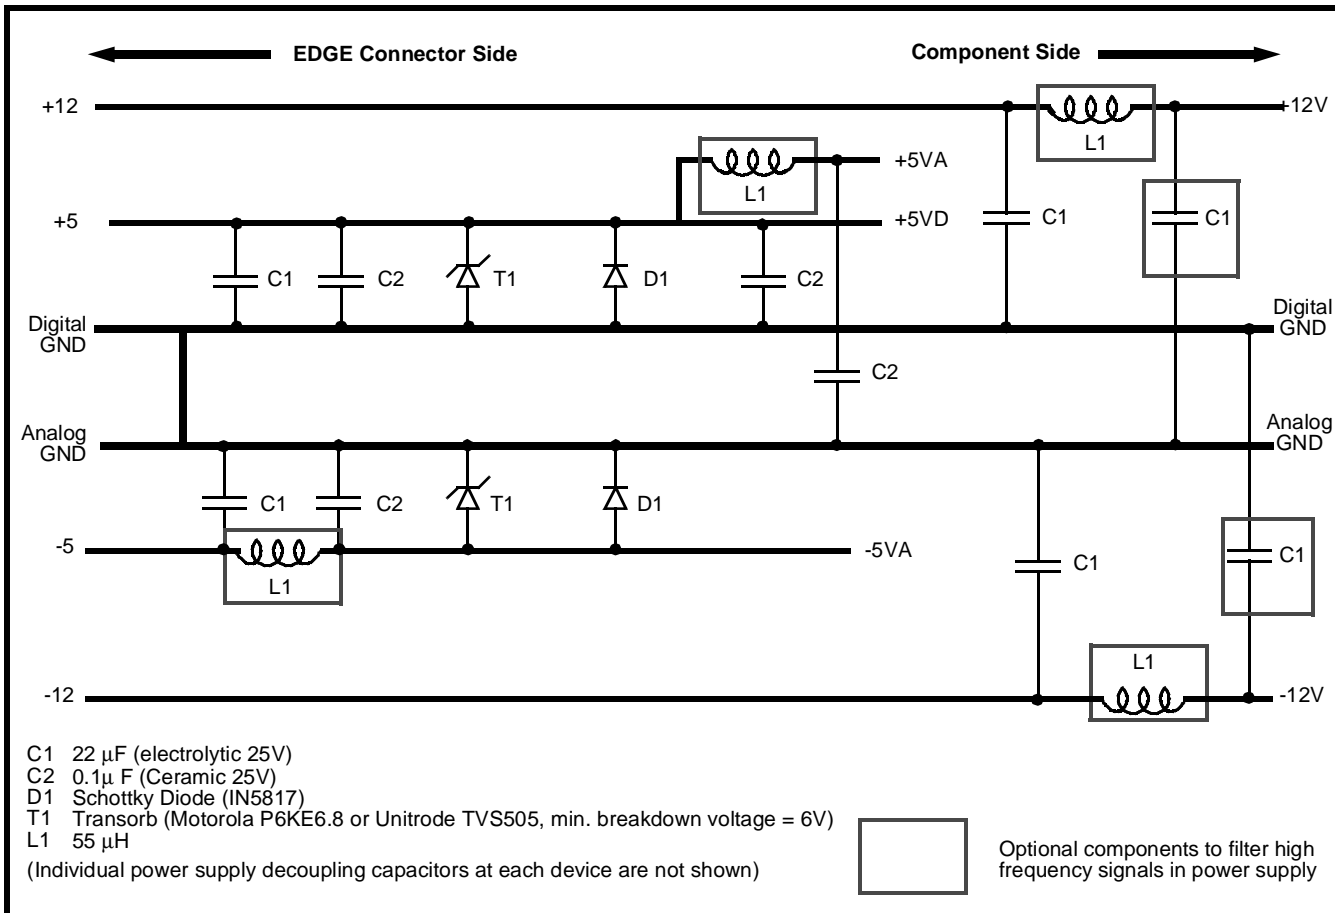 EDGE Connector Side
Component Side
+12
+12V
L1
+5VA
L1
C1
C1
+5
+5VD
C1
C2
T1
D1
C2
Digital
GND
Digital
GND
C2
Analog
GND
Analog
GND
C1
C2
T1
D1
-5
-5VA
L1
C1
C1
L1
-12
-12V
C1 22 μF (electrolytic 25V)
C2 0.1μ F (Ceramic 25V)
D1 Schottky Diode (IN5817)
T1 Transorb (Motorola P6KE6.8 or Unitrode TVS505, min. breakdown voltage = 6V)
L1 55 μH
(Individual power supply decoupling capacitors at each device are not shown)
Optional components to filter high
frequency signals in power supply